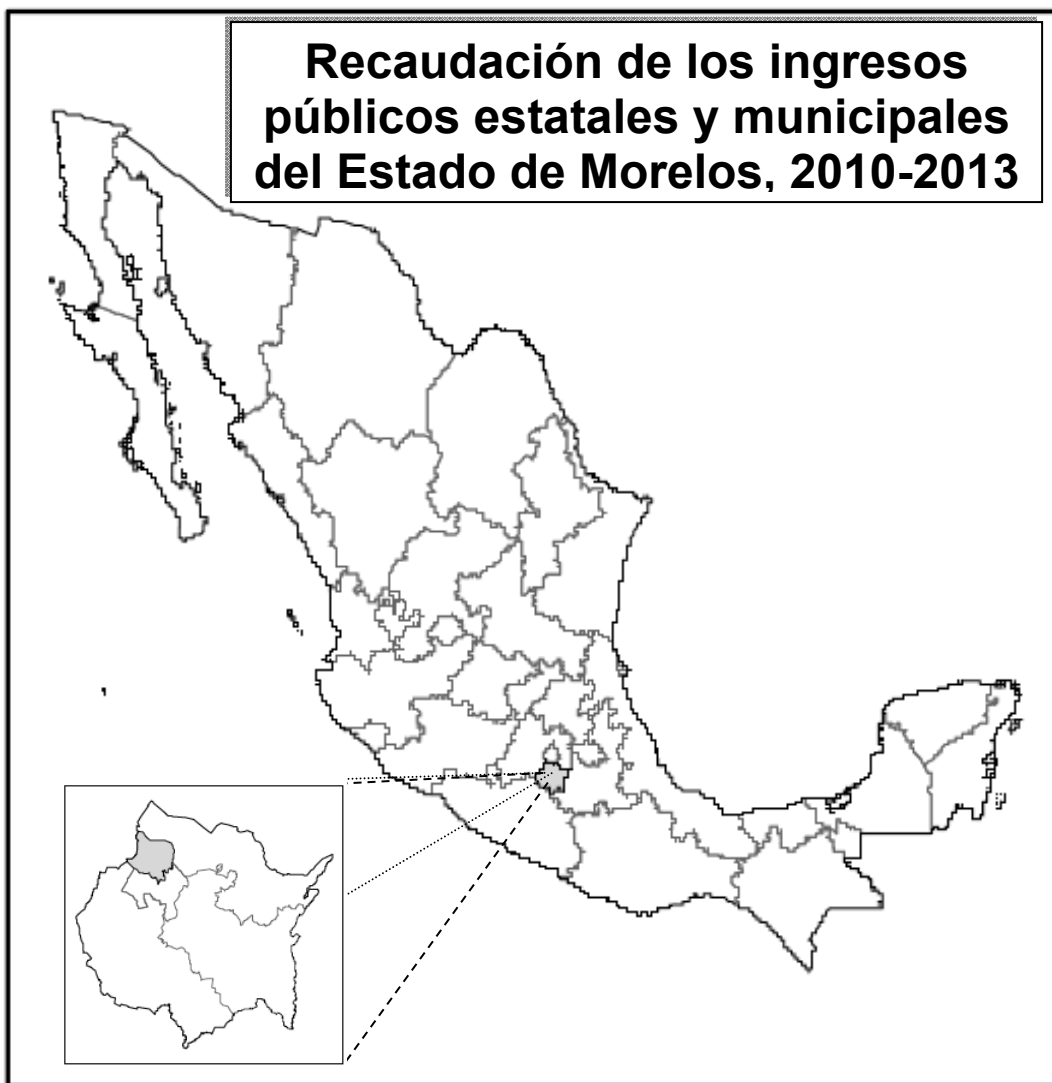 Recaudación de los ingresos
públicos estatales y municipales
del Estado de Morelos, 2010-2013